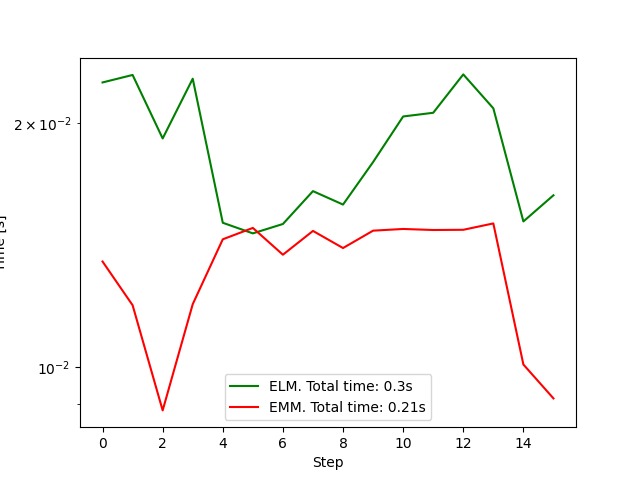 2 × 10⁻²
10⁻²
Time [s]
0 2 4 6 8 10 12 14
Step
ELM. Total time: 0.3s
EMM. Total time: 0.21s